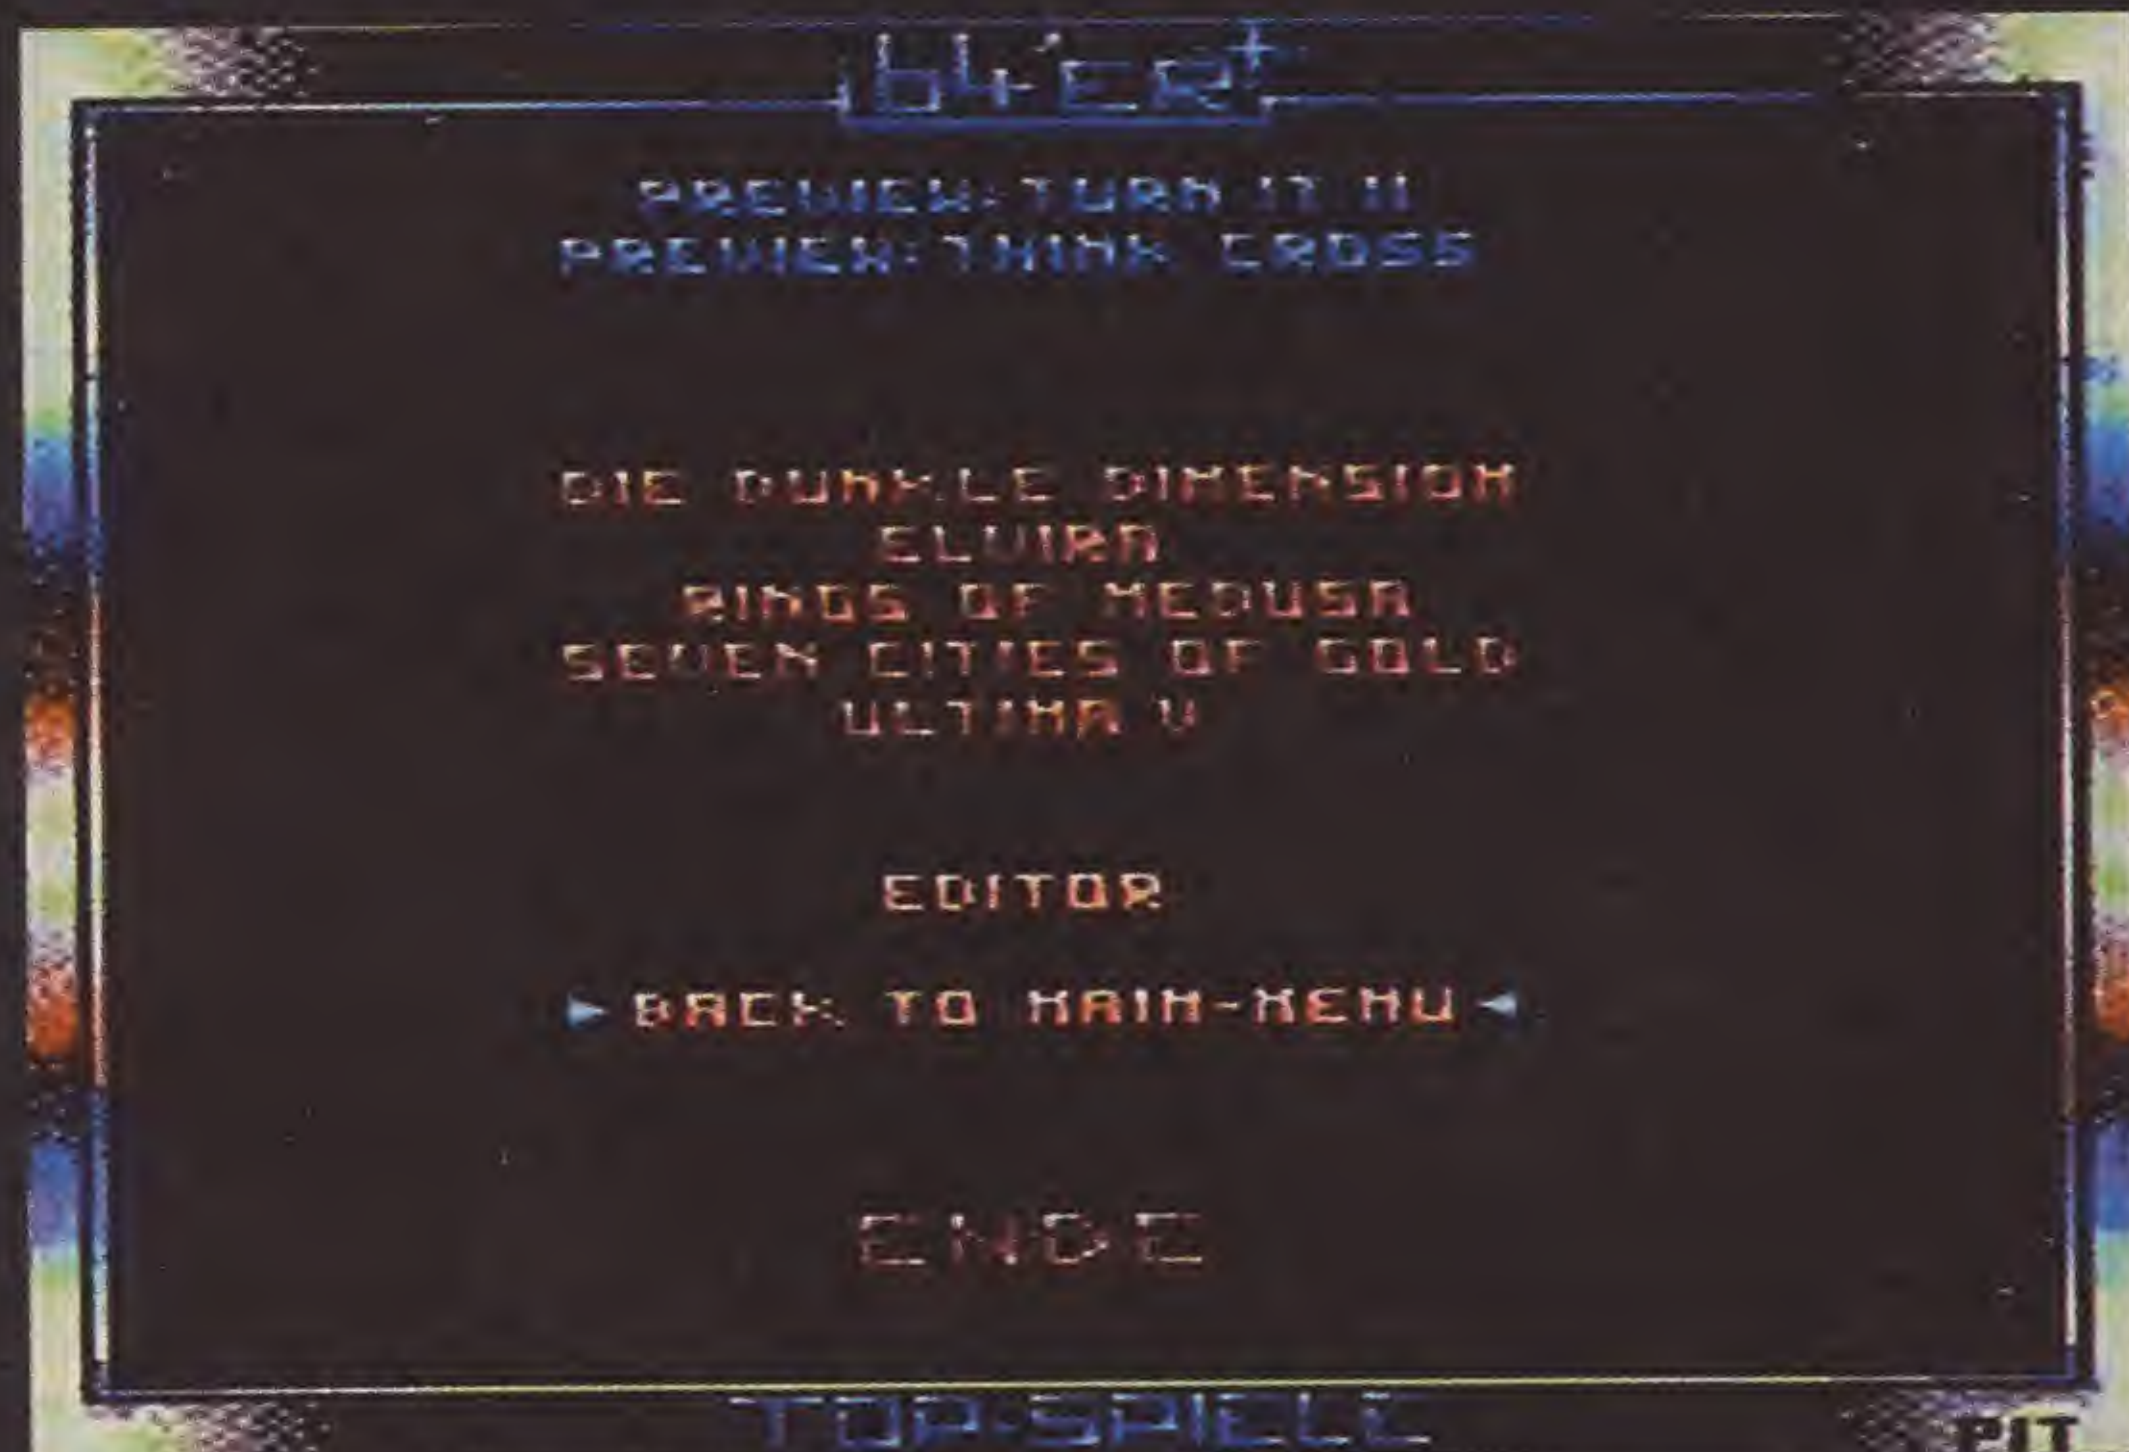 64'ER+
PREVIEW:TURN IT II
PREVIEW:THINK CROSS
DIE DUNKLE DIMENSION
ELVIRA
RINGS OF MEDUSA
SEVEN CITIES OF GOLD
ULTIMA V
EDITOR
BACK TO MAIN-MENU
ENDE
TOP-SPIELE
PIT